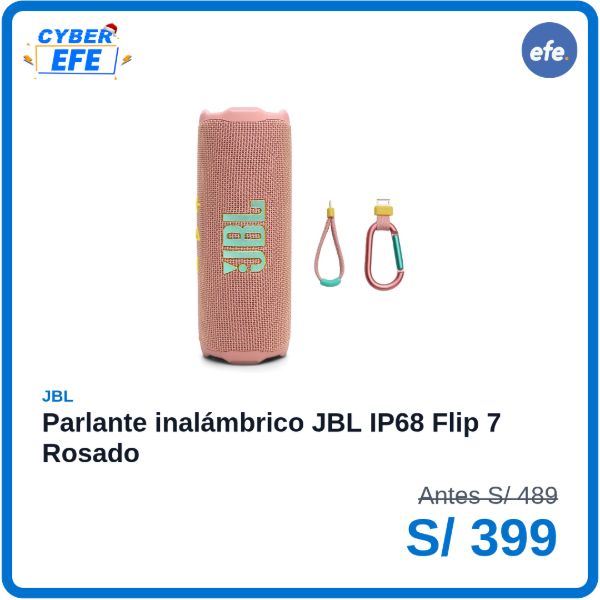 CYBER
EFE
efe.
JBL
JBL
Parlante inalámbrico JBL IP68 Flip 7
Rosado
Antes S/ 489
S/ 399